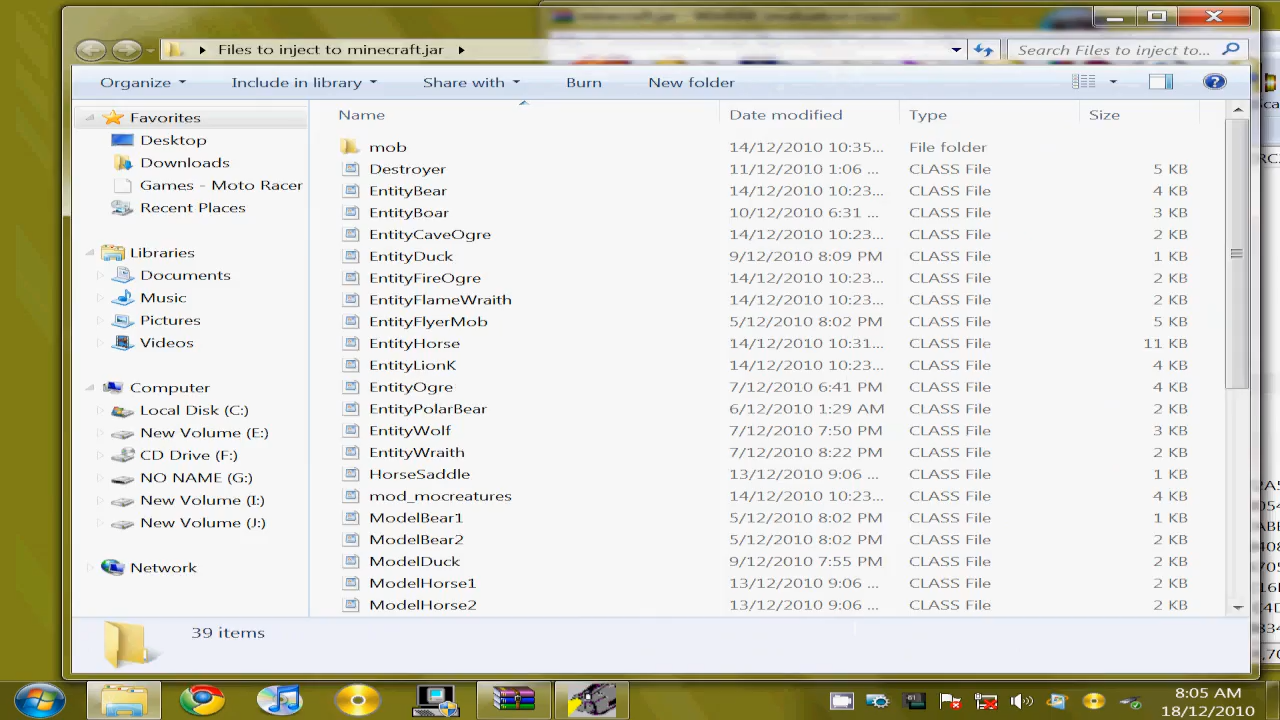 Files to inject to minecraft.jar
Search Files to inject to...
Organize
Include in library
Share with
Burn
New folder
Favorites
Desktop
Downloads
Games - Moto Racer
Recent Places
Libraries
Documents
Music
Pictures
Videos
Computer
Local Disk (C:)
New Volume (E:)
CD Drive (F:)
NO NAME (G:)
New Volume (I:)
New Volume (J:)
Network
Name Date modified Type Size
mob 14/12/2010 10:35... File folder
Destroyer 11/12/2010 1:06 ... CLASS File 5 KB
EntityBear 14/12/2010 10:23... CLASS File 4 KB
EntityBoar 10/12/2010 6:31 ... CLASS File 3 KB
EntityCaveOgre 14/12/2010 10:23... CLASS File 2 KB
EntityDuck 9/12/2010 8:09 PM CLASS File 1 KB
EntityFireOgre 14/12/2010 10:23... CLASS File 2 KB
EntityFlameWraith 14/12/2010 10:23... CLASS File 2 KB
EntityFlyerMob 5/12/2010 8:02 PM CLASS File 5 KB
EntityHorse 14/12/2010 10:31... CLASS File 11 KB
EntityLionK 14/12/2010 10:23... CLASS File 4 KB
EntityOgre 7/12/2010 6:41 PM CLASS File 4 KB
EntityPolarBear 6/12/2010 1:29 AM CLASS File 2 KB
EntityWolf 7/12/2010 7:50 PM CLASS File 3 KB
EntityWraith 7/12/2010 8:22 PM CLASS File 2 KB
HorseSaddle 13/12/2010 9:06 ... CLASS File 1 KB
mod_mocreatures 14/12/2010 10:23... CLASS File 4 KB
ModelBear1 5/12/2010 8:02 PM CLASS File 1 KB
ModelBear2 5/12/2010 8:02 PM CLASS File 2 KB
ModelDuck 9/12/2010 7:55 PM CLASS File 2 KB
ModelHorse1 13/12/2010 9:06 ... CLASS File 2 KB
ModelHorse2 13/12/2010 9:06 ... CLASS File 2 KB
39 items
8:05 AM
18/12/2010